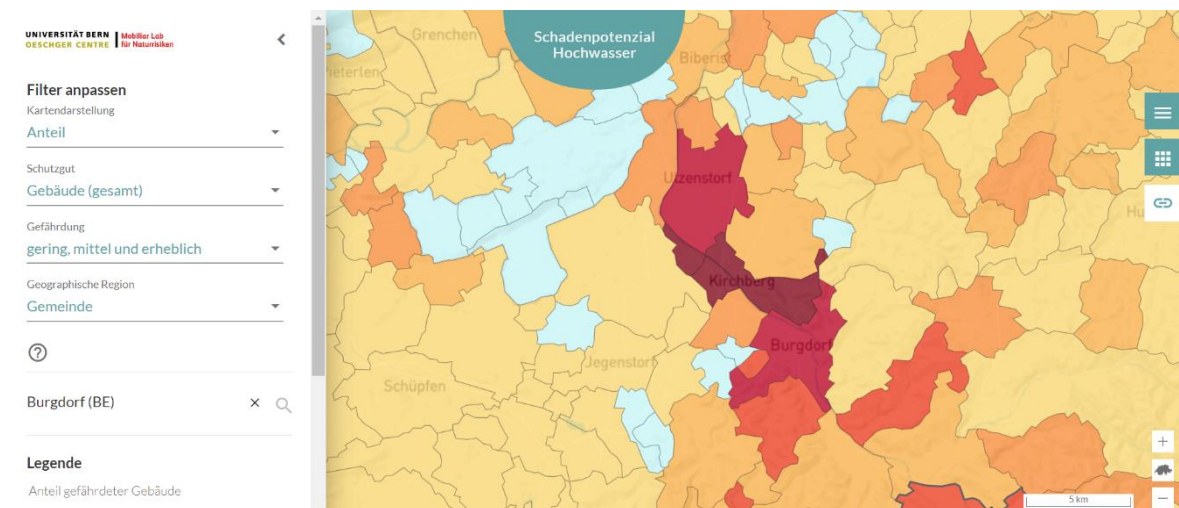 UNIVERSITÄT BERN
OESCHGER CENTRE
Mobiliar Lab
für Naturrisiken
Filter anpassen
Kartendarstellung
Anteil
Schutzgut
Gebäude (gesamt)
Gefährdung
gering, mittel und erheblich
Geographische Region
Gemeinde
Burgdorf (BE)
Legende
Anteil gefährdeter Gebäude
Schadenpotenzial
Hochwasser
Grenchen
Biberist
Utzenstorf
Hu
Kirchberg
Burgdorf
Jegenstorf
Schüpfen
5 km